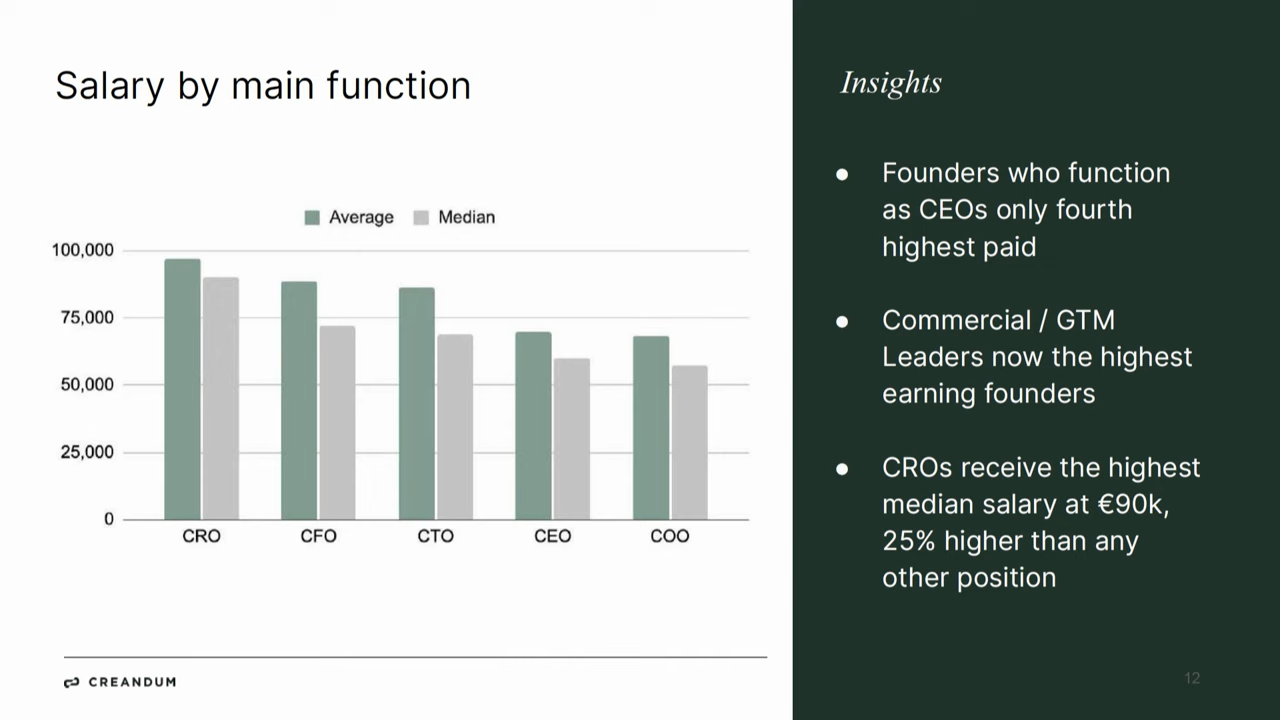 Salary by main function
Average Median
100,000
75,000
50,000
25,000
0
CRO CFO CTO CEO COO
CREANDUM
Insights
● Founders who function
as CEOs only fourth
highest paid
● Commercial / GTM
Leaders now the highest
earning founders
● CROs receive the highest
median salary at €90k,
25% higher than any
other position
12